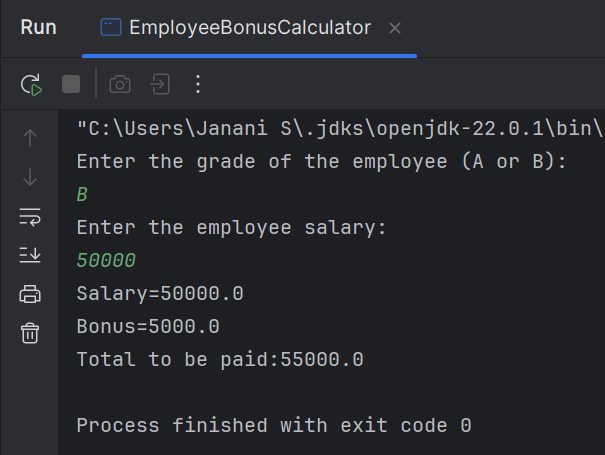 Run EmployeeBonusCalculator
"C:\Users\Janani S\.jdks\openjdk-22.0.1\bin\
Enter the grade of the employee (A or B):
B
Enter the employee salary:
50000
Salary=50000.0
Bonus=5000.0
Total to be paid:55000.0
Process finished with exit code 0